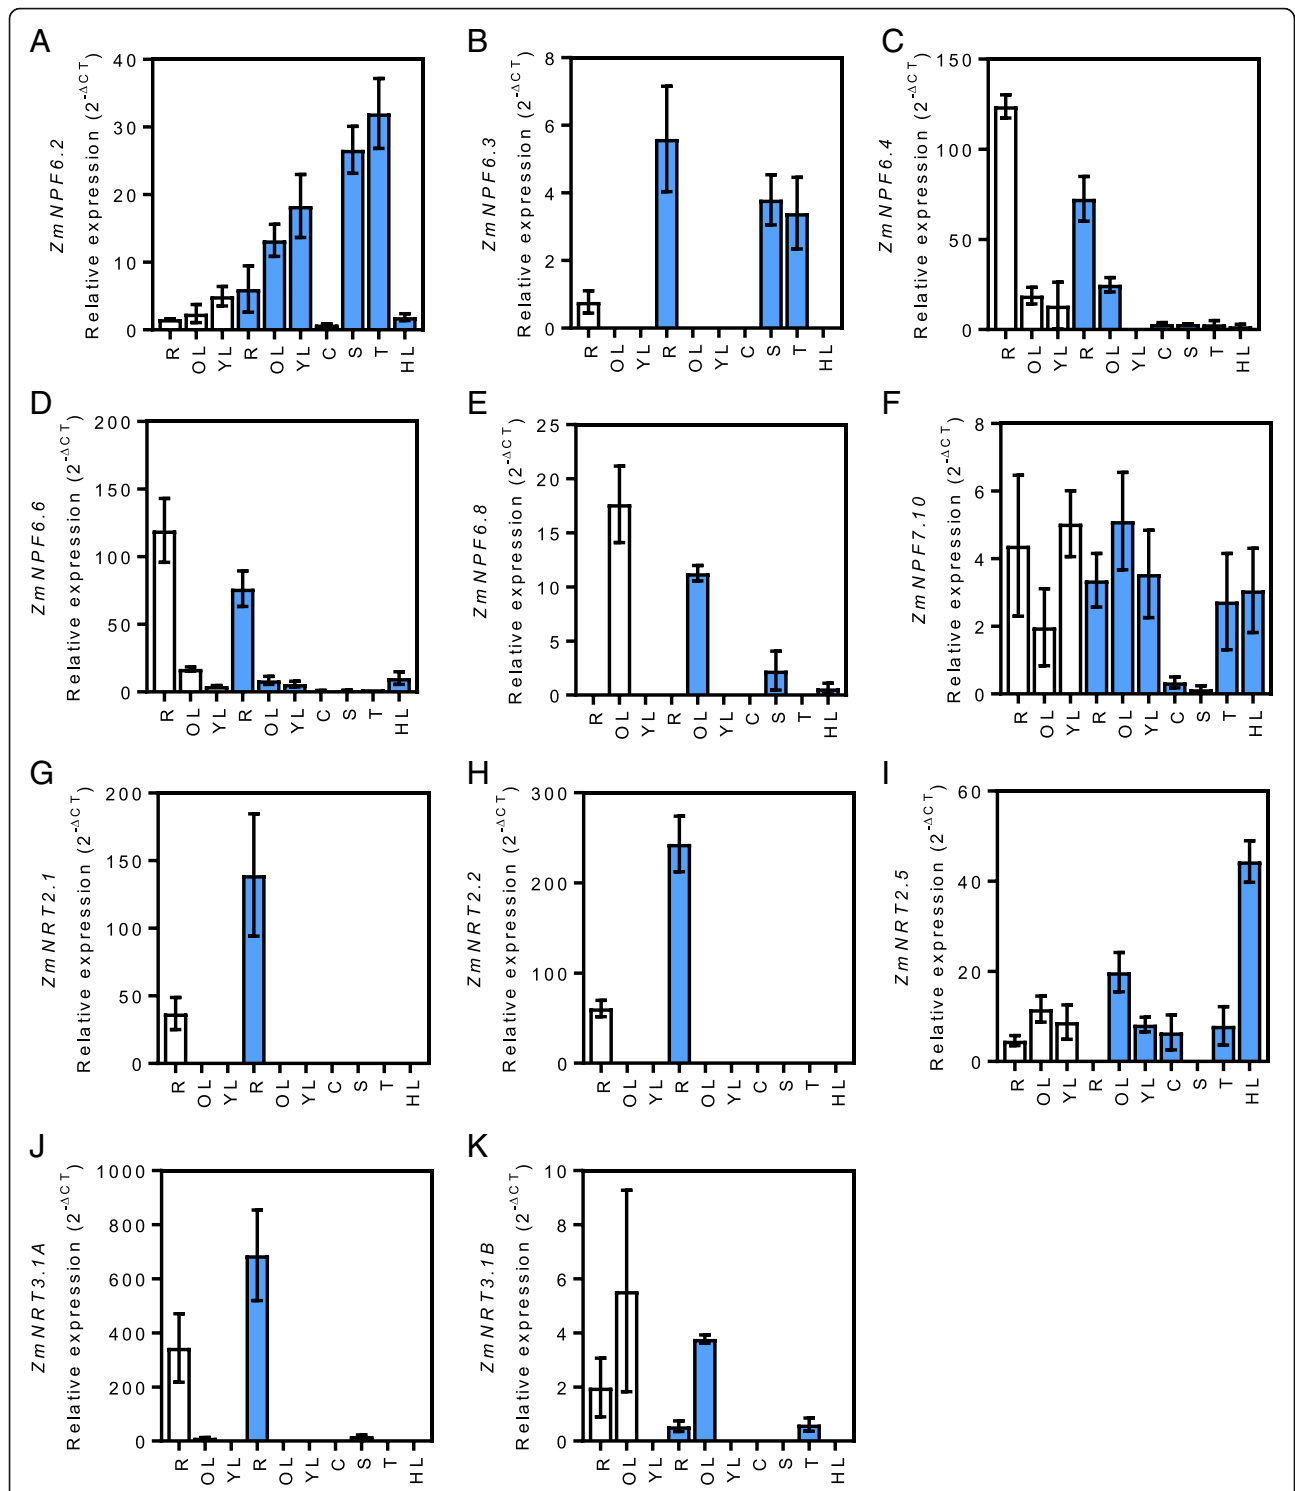 A
ZmNPF6.2
Relative expression (2^-ΔCT)
40
30
20
10
0
R OL YL R OL YL C S T HL
B
ZmNPF6.3
Relative expression (2^-ΔCT)
8
6
4
2
0
R OL YL R OL YL C S T HL
C
ZmNPF6.4
Relative expression (2^-ΔCT)
150
100
50
0
R OL YL R OL YL C S T HL
D
ZmNPF6.6
Relative expression (2^-ΔCT)
200
150
100
50
0
R OL YL R OL YL C S T HL
E
ZmNPF6.8
Relative expression (2^-ΔCT)
25
20
15
10
5
0
R OL YL R OL YL C S T HL
F
ZmNPF7.10
Relative expression (2^-ΔCT)
8
6
4
2
0
R OL YL R OL YL C S T HL
G
ZmNRT2.1
Relative expression (2^-ΔCT)
200
150
100
50
0
R OL YL R OL YL C S T HL
H
ZmNRT2.2
Relative expression (2^-ΔCT)
300
200
100
0
R OL YL R OL YL C S T HL
I
ZmNRT2.5
Relative expression (2^-ΔCT)
60
40
20
0
R OL YL R OL YL C S T HL
J
ZmNRT3.1A
Relative expression (2^-ΔCT)
1000
800
600
400
200
0
R OL YL R OL YL C S T HL
K
ZmNRT3.1B
Relative expression (2^-ΔCT)
10
8
6
4
2
0
R OL YL R OL YL C S T HL